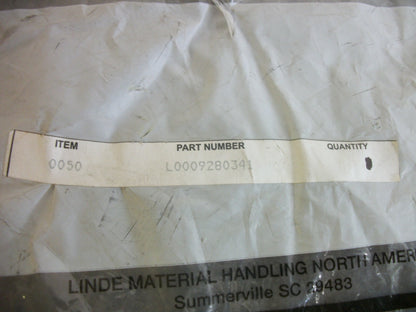 ITEM PART NUMBER QUANTITY
0050 L0009280341
LINDE MATERIAL HANDLING NORTH AMER
Summerville SC 29483